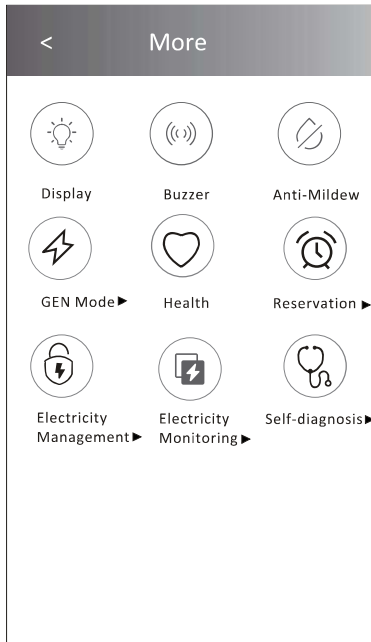 < More
Display Buzzer Anti-Mildew
GEN Mode▶ Health Reservation ▶
Electricity Electricity Self-diagnosis▶
Management▶ Monitoring▶